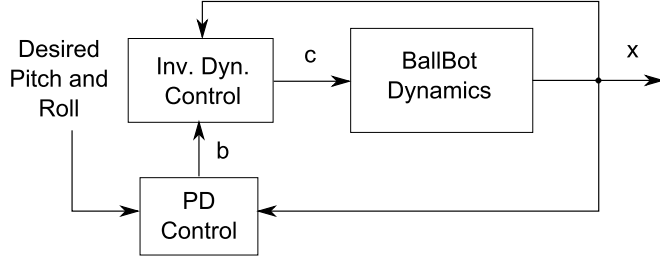 Desired
Pitch and
Roll
Inv. Dyn.
Control
c
BallBot
Dynamics
x
b
PD
Control